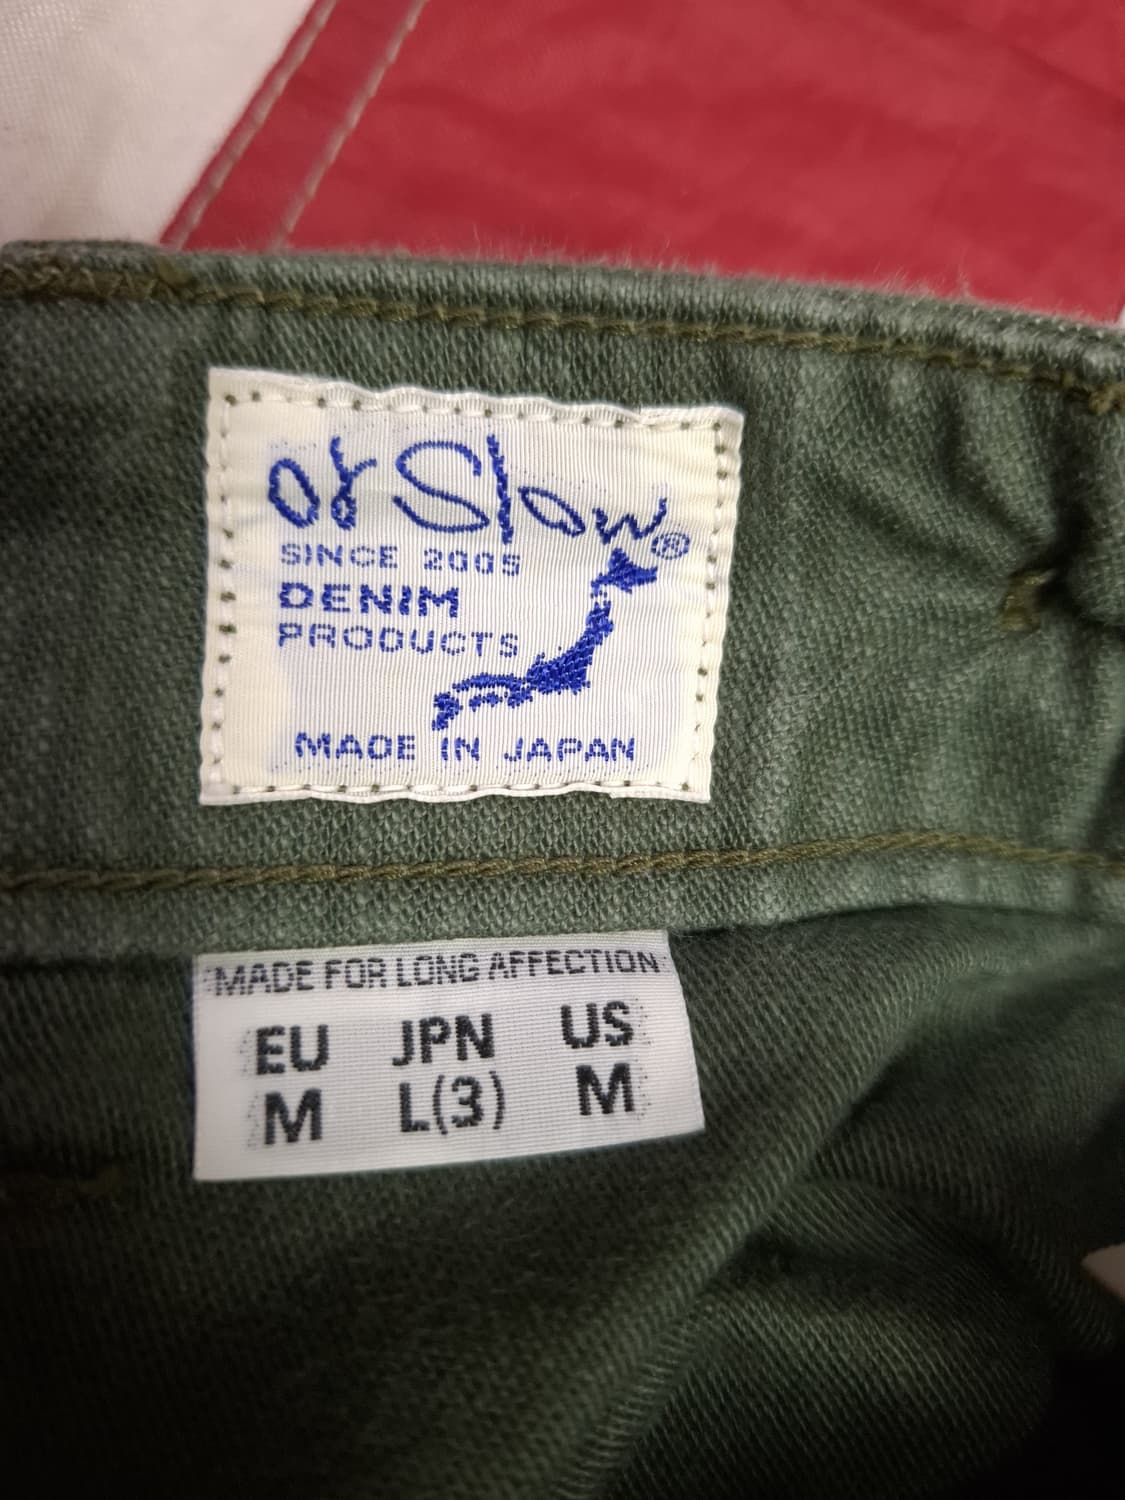 orSlow®
SINCE 2005
DENIM
PRODUCTS
MADE IN JAPAN
MADE FOR LONG AFFECTION
EU JPN US
M L(3) M